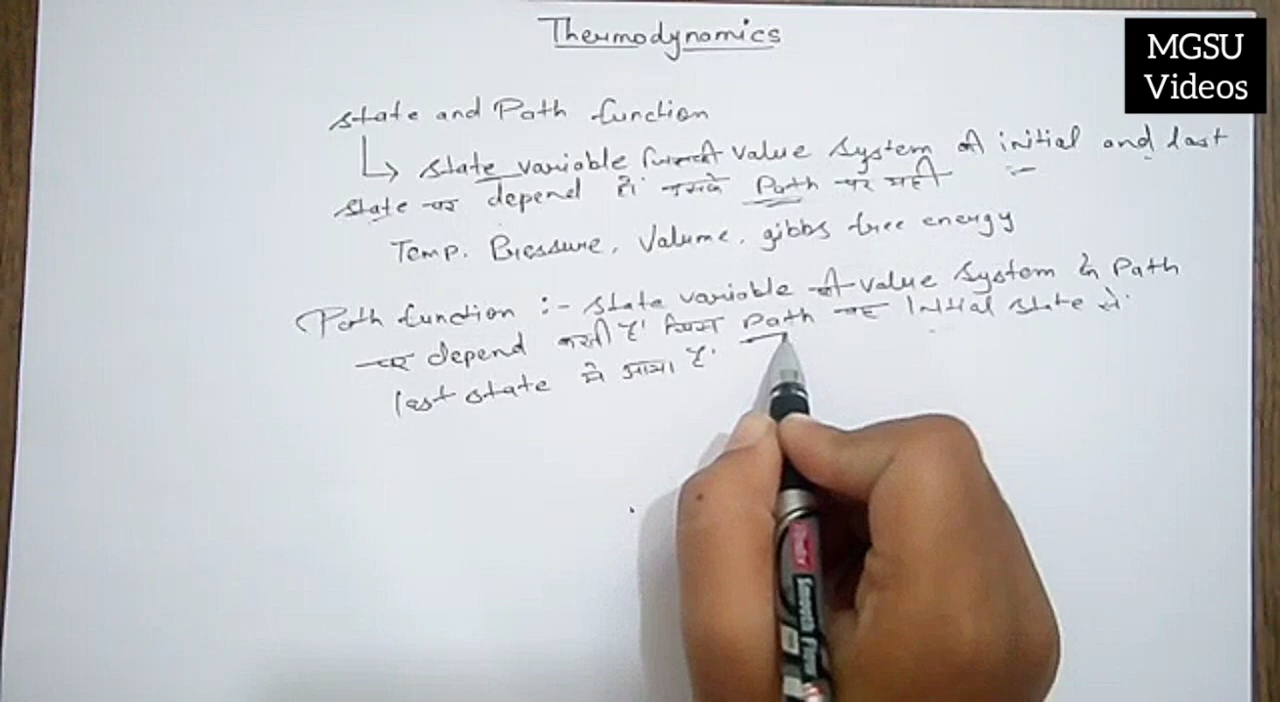 Thermodynamics
MGSU
Videos
State and Path function
↳ State variable जिसकी value system की initial and last
state पर depend हो उसके Path पर नही
Temp. Pressure, Volume, gibbs free energy
Path function :- State variable की value system के Path
पर depend करती है जिस Path पर Initial state से
last state मे आया है